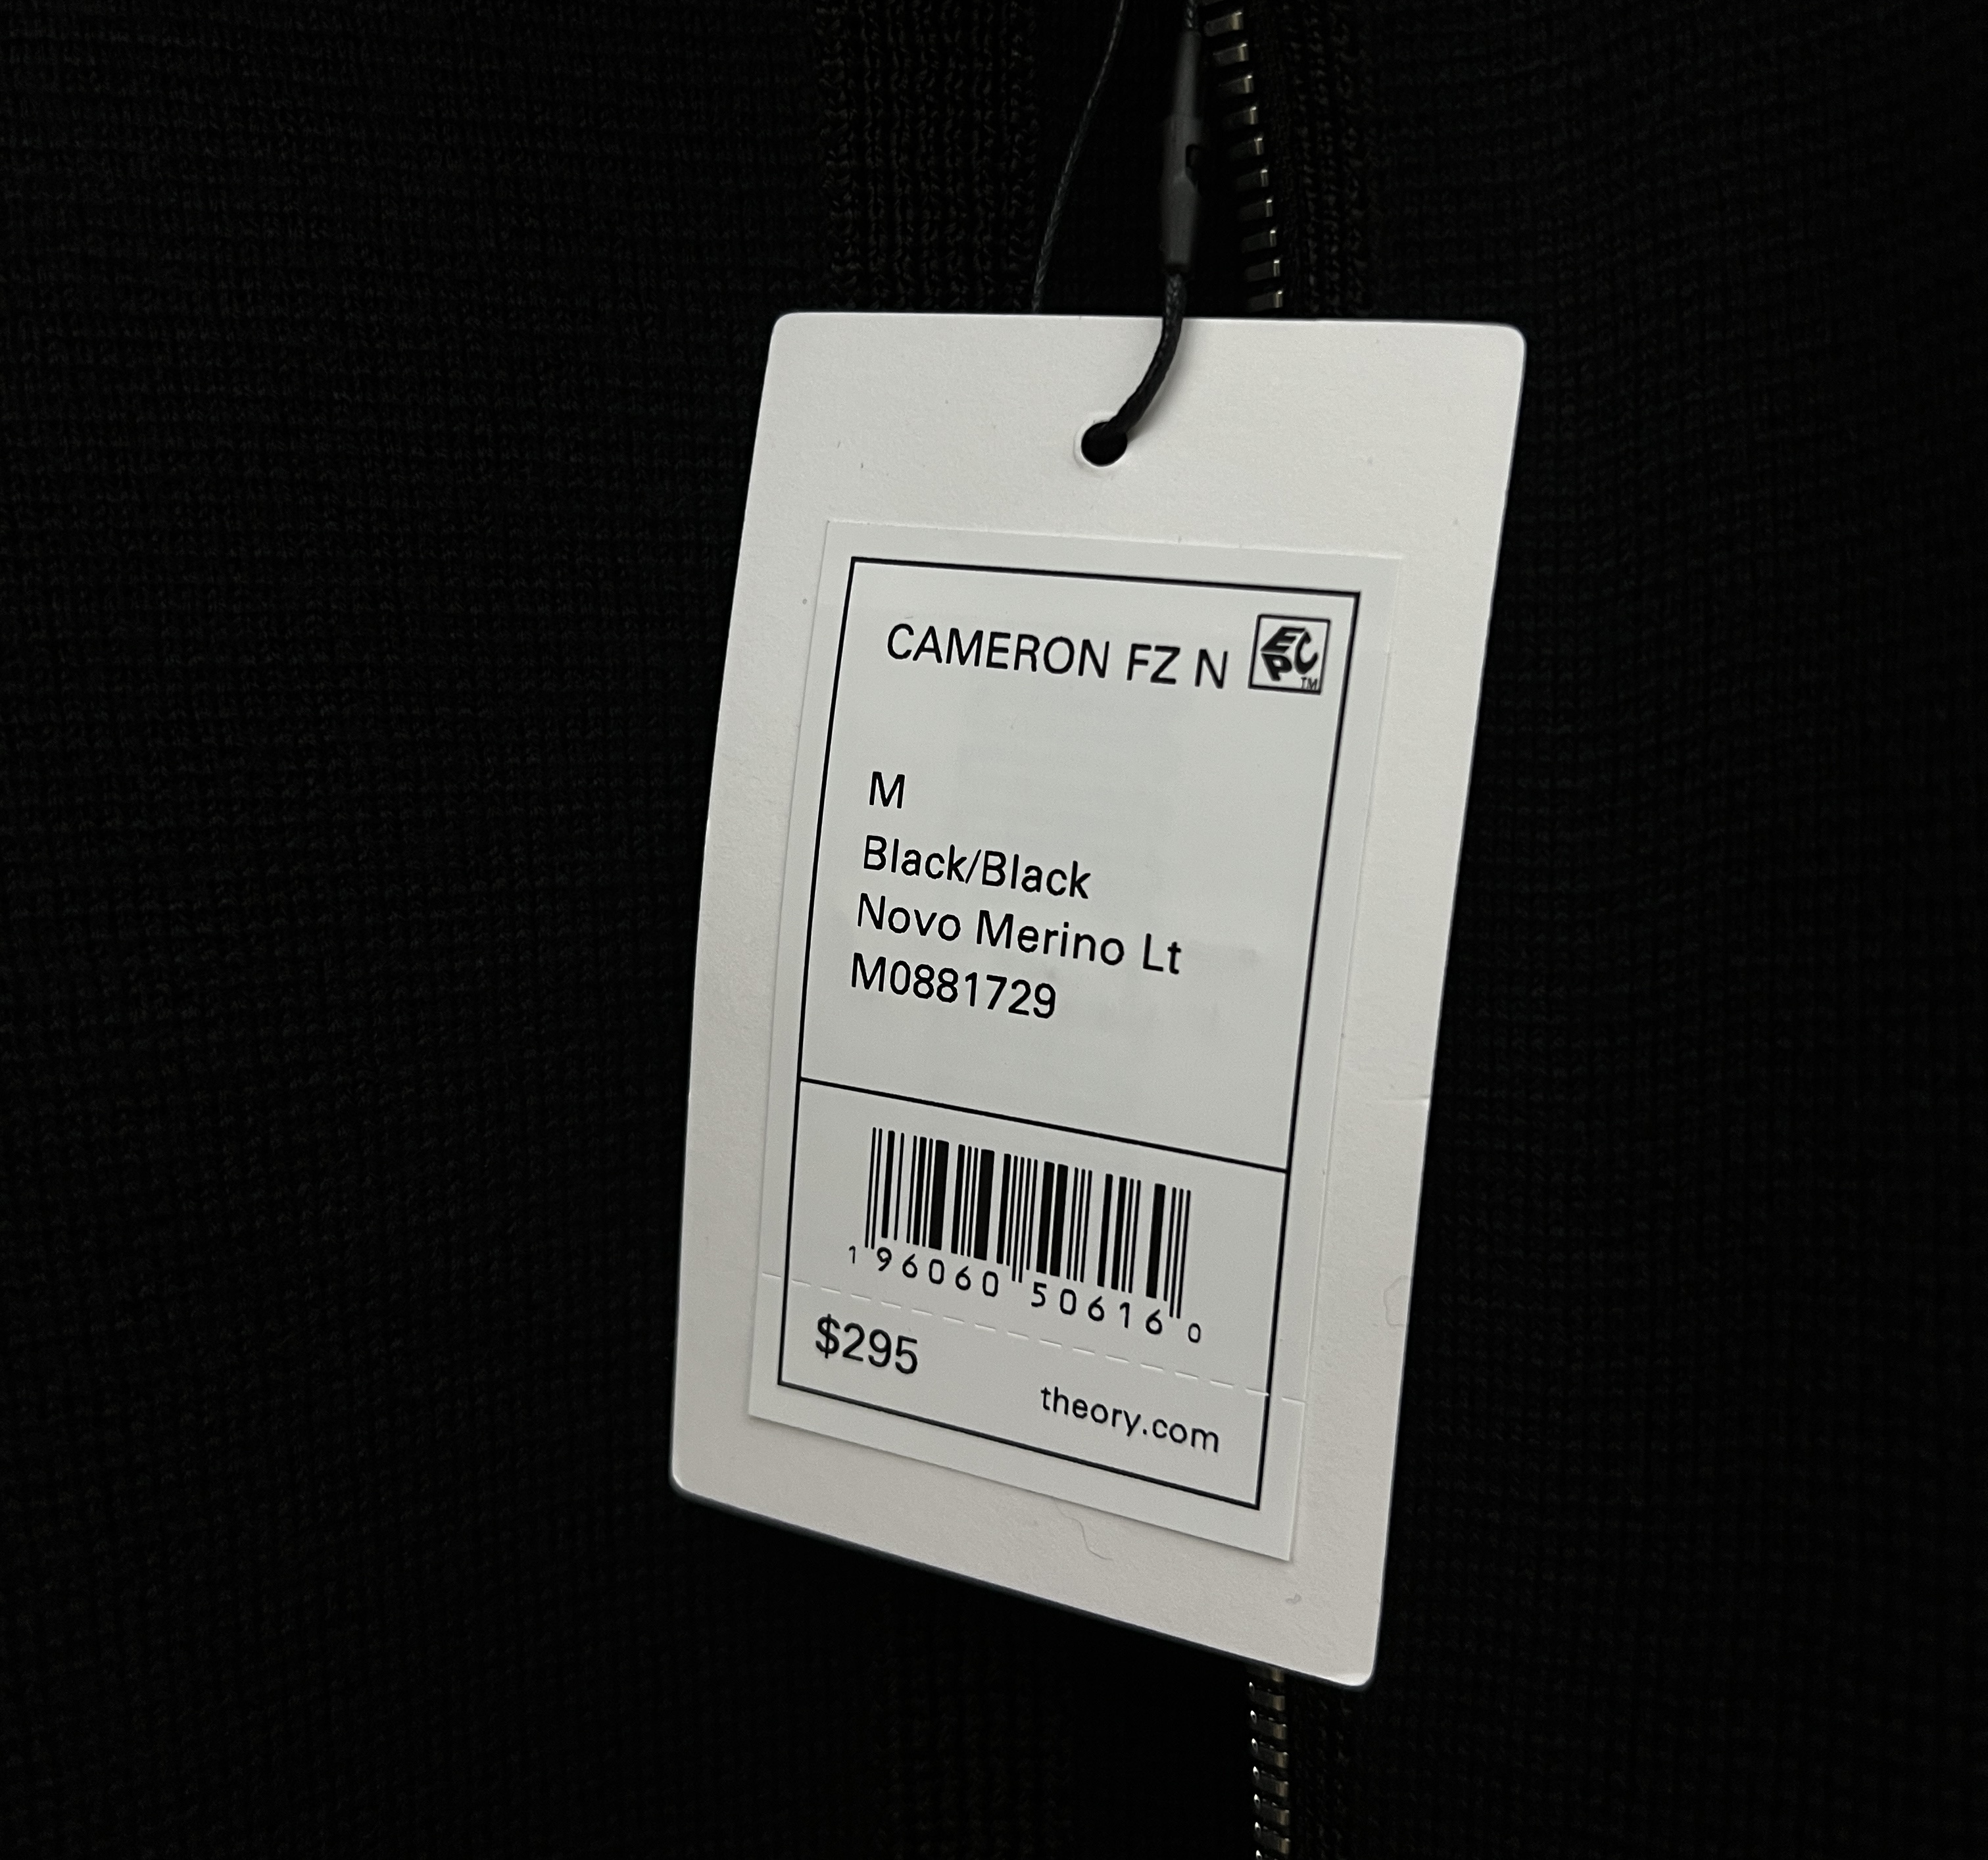 CAMERON FZ N
EPC
TM
M
Black/Black
Novo Merino Lt
M0881729
1 96060 50616 0
$295
theory.com